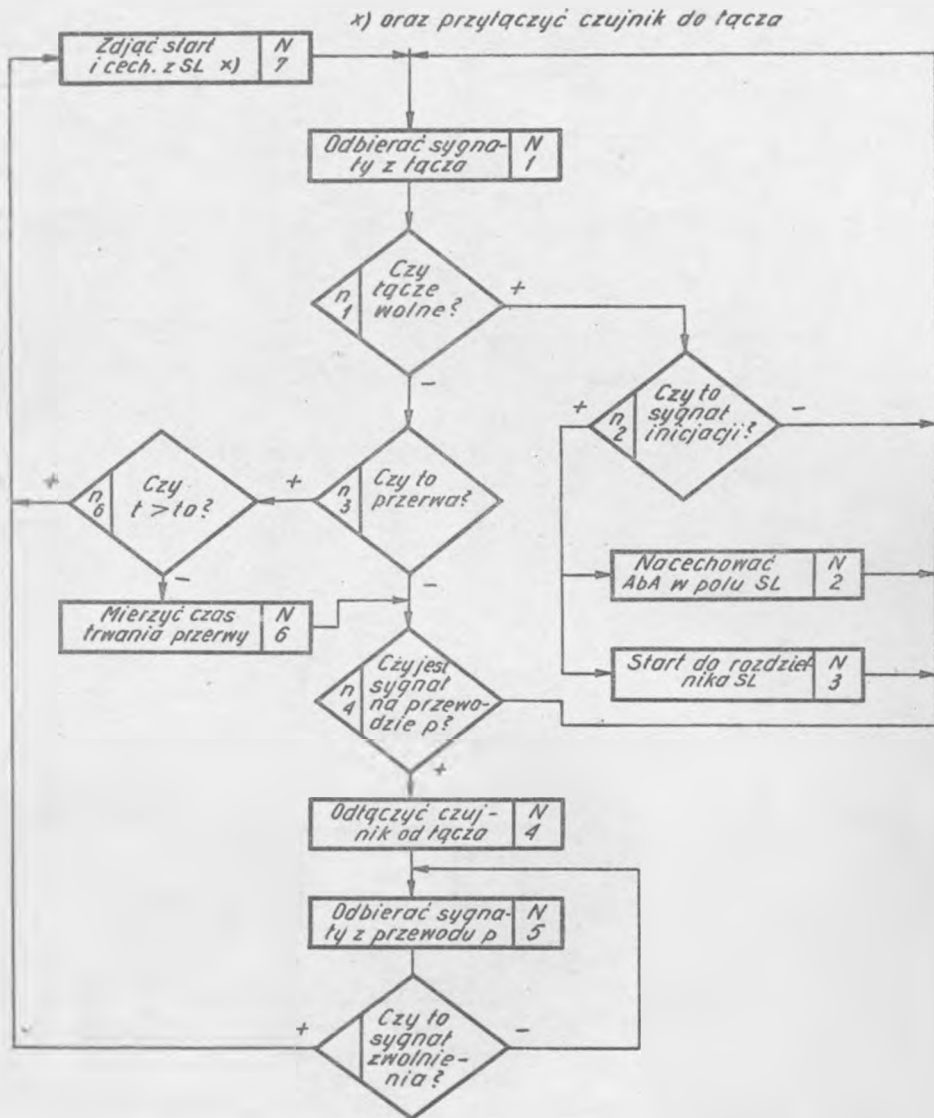 x) oraz przyłączyć czujnik do łącza
Zdjąć start
i cech. z SL x)
N
7
Odbierać sygna-
ły z łącza
N
1
Czy
łącze
wolne?
n
1
+
-
Czy to
sygnał
inicjacji?
n
2
+
-
Czy to
przerwa?
n
3
+
-
Czy
t > to?
n
6
+
-
Nacechować
AbA w polu SL
N
2
Mierzyć czas
trwania przerwy
N
6
Start do rozdziel-
nika SL
N
3
Czy jest
sygnał
na przewo-
dzie p?
n
4
+
Odłączyć czuj-
nik od łącza
N
4
Odbierać sygna-
ły z przewodu p
N
5
Czy to
sygnał
zwolnie-
nia?
+
-